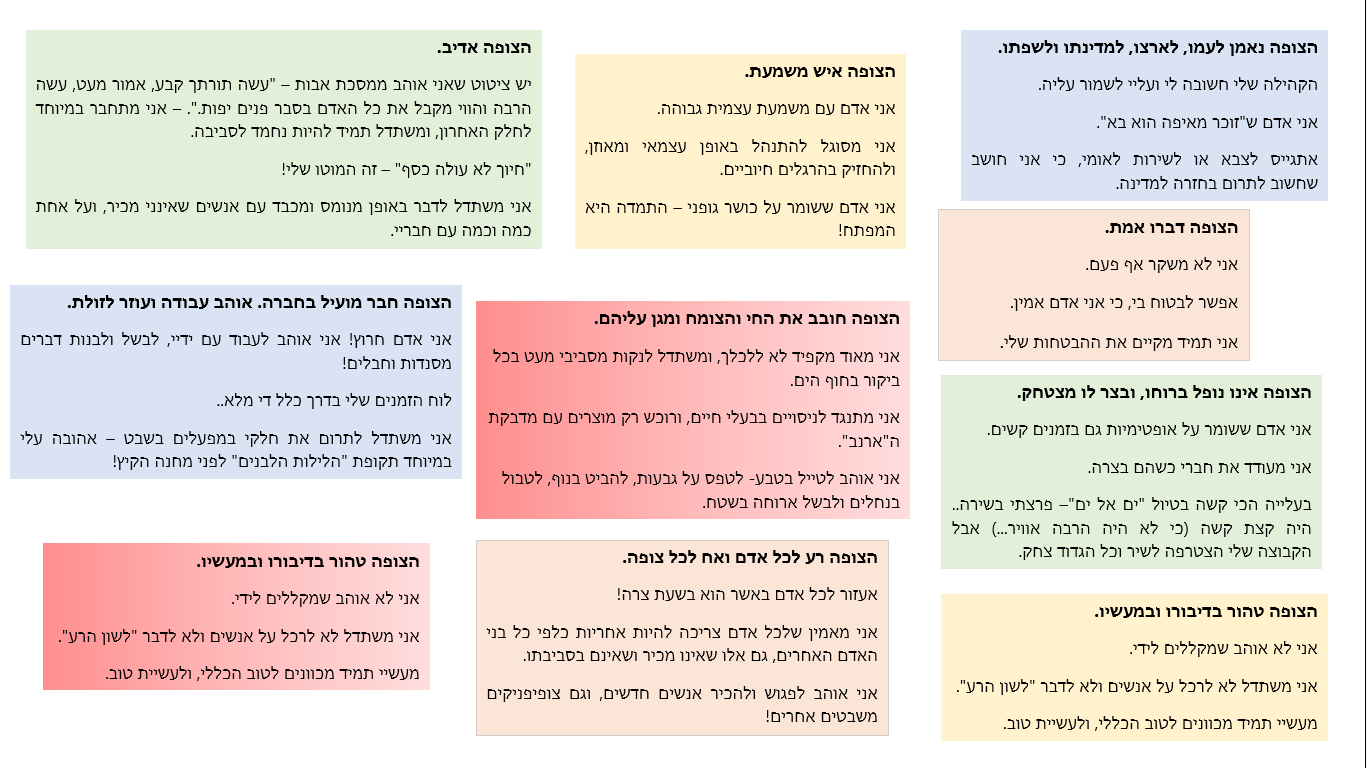 הצופה נאמן לעמו, לארצו, למדינתו ולשפתו.
הקהילה שלי חשובה לי ועליי לשמור עליה.
אני אדם ש"זוכר מאיפה הוא בא".
אתגייס לצבא או לשירות לאומי, כי אני חושב
שחשוב לתרום בחזרה למדינה.
הצופה איש משמעת.
אני אדם עם משמעת עצמית גבוהה.
אני מסוגל להתנהל באופן עצמאי ומאוזן,
ולהחזיק בהרגלים חיוביים.
אני אדם ששומר על כושר גופני – התמדה היא
המפתח!
הצופה אדיב.
יש ציטוט שאני אוהב ממסכת אבות – "עשה תורתך קבע, אמור מעט, עשה
הרבה והווי מקבל את כל האדם בסבר פנים יפות.". – אני מתחבר במיוחד
לחלק האחרון, ומשתדל תמיד להיות נחמד לסביבה.
"חיוך לא עולה כסף" – זה המוטו שלי!
אני משתדל לדבר באופן מנומס ומכבד עם אנשים שאינני מכיר, ועל אחת
כמה וכמה עם חבריי.
הצופה דברו אמת.
אני לא משקר אף פעם.
אפשר לבטוח בי, כי אני אדם אמין.
אני תמיד מקיים את ההבטחות שלי.
הצופה חובב את החי והצומח ומגן עליהם.
אני מאוד מקפיד לא ללכלך, ומשתדל לנקות מסביבי מעט בכל
ביקור בחוף הים.
אני מתנגד לניסויים בבעלי חיים, ורוכש רק מוצרים עם מדבקת
ה"ארנב".
אני אוהב לטייל בטבע- לטפס על גבעות, להביט בנוף, לטבול
בנחלים ולבשל ארוחה בשטח.
הצופה חבר מועיל בחברה. אוהב עבודה ועוזר לזולת.
אני אדם חרוץ! אני אוהב לעבוד עם ידיי, לבשל ולבנות דברים
מסנדות וחבלים!
לוח הזמנים שלי בדרך כלל די מלא..
אני משתדל לתרום את חלקי במפעלים בשבט – אהובה עלי
במיוחד תקופת "הלילות הלבנים" לפני מחנה הקיץ!
הצופה אינו נופל ברוחו, ובצר לו מצטחק.
אני אדם ששומר על אופטימיות גם בזמנים קשים.
אני מעודד את חברי כשהם בצרה.
בעלייה הכי קשה בטיול "ים אל ים"– פרצתי בשירה..
היה קצת קשה (כי לא היה הרבה אוויר...) אבל
הקבוצה שלי הצטרפה לשיר וכל הגדוד צחק.
הצופה רע לכל אדם ואח לכל צופה.
אעזור לכל אדם באשר הוא בשעת צרה!
אני מאמין שלכל אדם צריכה להיות אחריות כלפי כל בני
האדם האחרים, גם אלו שאינו מכיר ושאינם בסביבתו.
אני אוהב לפגוש ולהכיר אנשים חדשים, וגם צופיפניקים
משבטים אחרים!
הצופה טהור בדיבורו ובמעשיו.
אני לא אוהב שמקללים לידי.
אני משתדל לא לרכל על אנשים ולא לדבר "לשון הרע".
מעשיי תמיד מכוונים לטוב הכללי, ולעשיית טוב.
הצופה טהור בדיבורו ובמעשיו.
אני לא אוהב שמקללים לידי.
אני משתדל לא לרכל על אנשים ולא לדבר "לשון הרע".
מעשיי תמיד מכוונים לטוב הכללי, ולעשיית טוב.